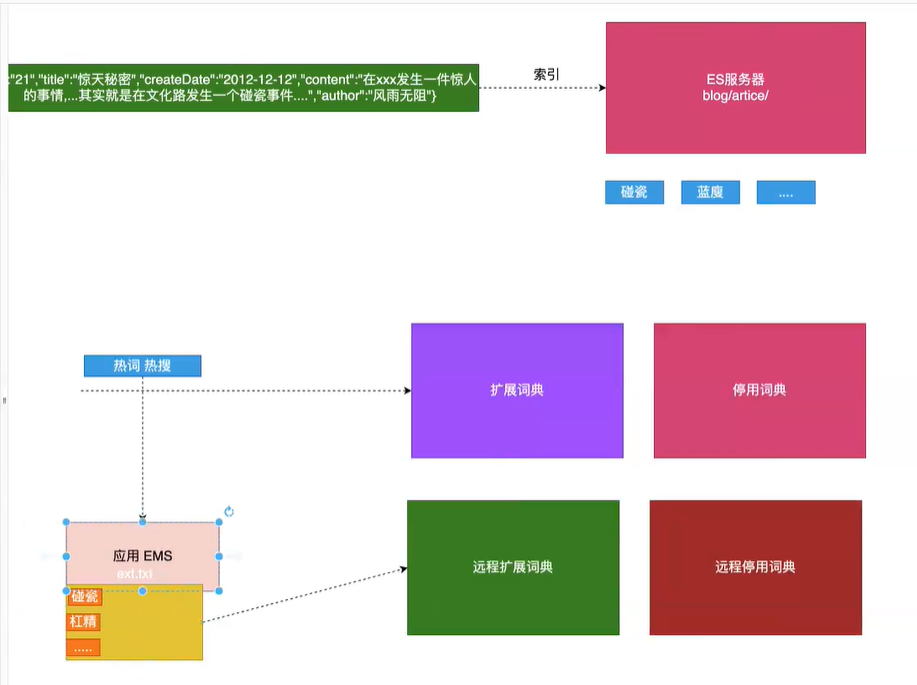 :"21","title":"惊天秘密","createDate":"2012-12-12","content":"在xxx发生一件惊人
的事情,...其实就是在文化路发生一个碰瓷事件....","author":"风雨无阻"}
索引
ES服务器
blog/artice/
碰瓷
蓝廋
....
热词 热搜
扩展词典
停用词典
应用 EMS
ext.txt
碰瓷
杠精
.....
远程扩展词典
远程停用词典